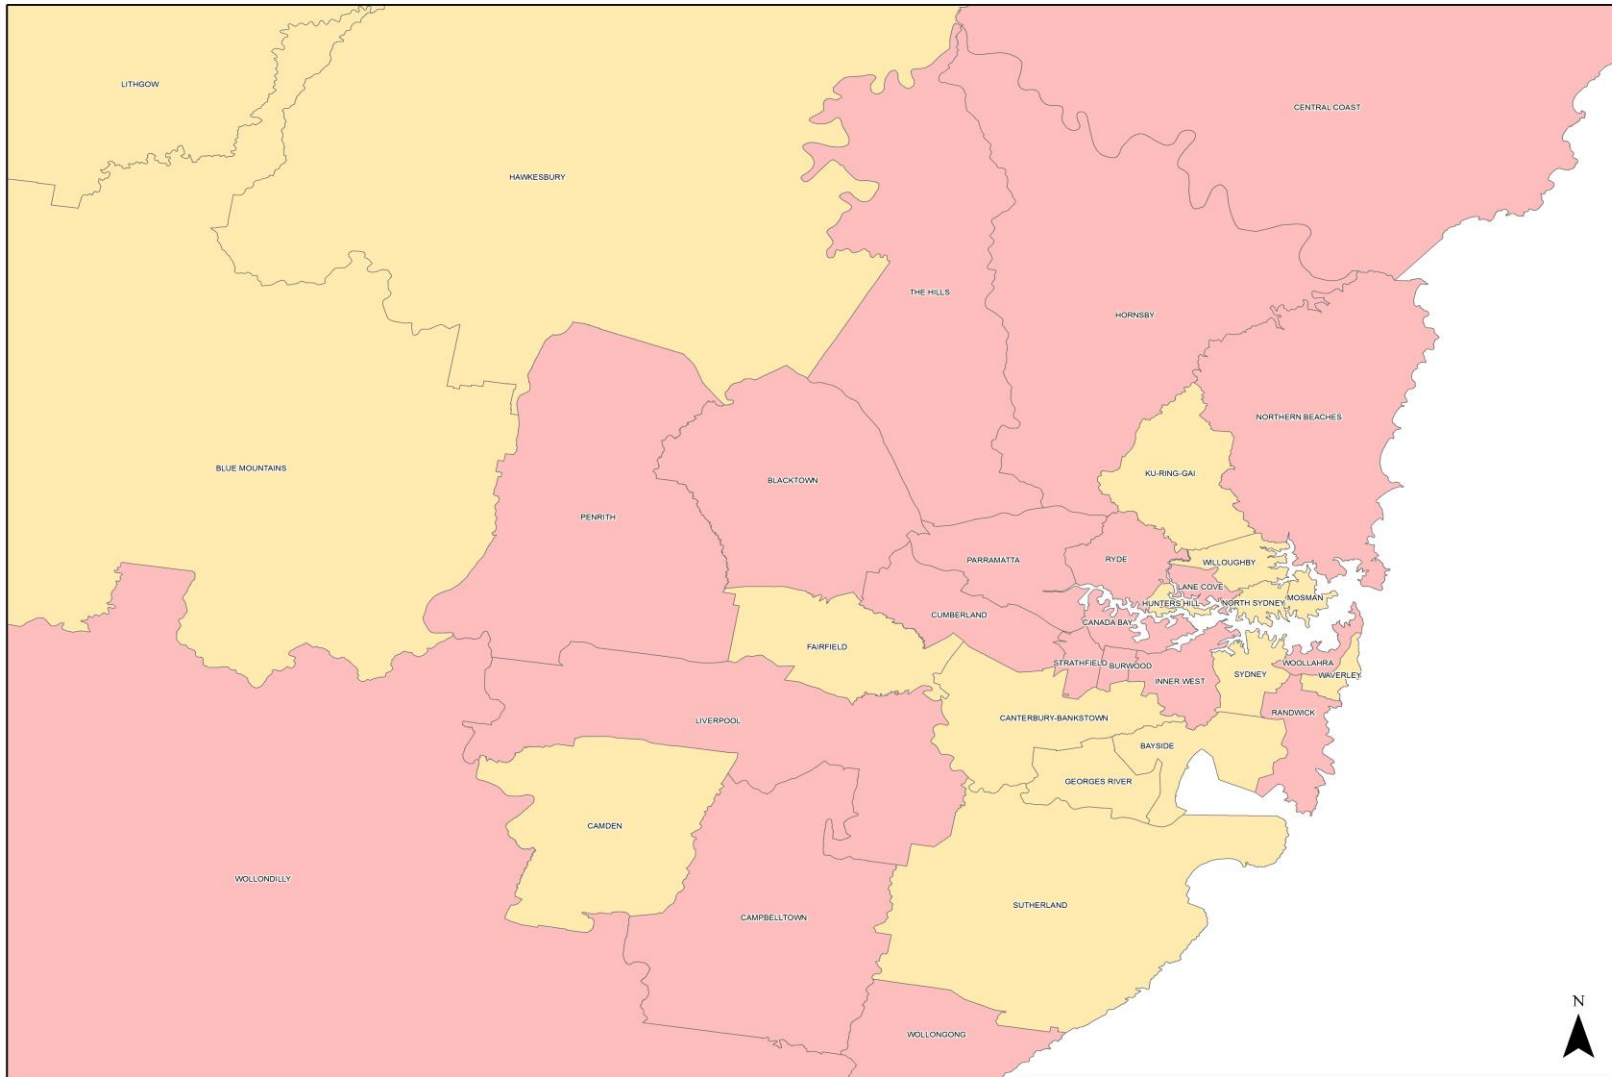 LITHGOW
CENTRAL COAST
HAWKESBURY
THE HILLS
HORNSBY
NORTHERN BEACHES
BLUE MOUNTAINS
KU-RING-GAI
BLACKTOWN
PENRITH
PARRAMATTA
RYDE
WILLOUGHBY
LANE COVE
MOSMAN
HUNTERS HILL
NORTH SYDNEY
CUMBERLAND
CANADA BAY
FAIRFIELD
STRATHFIELD
BURWOOD
WOOLLAHRA
SYDNEY
WAVERLEY
INNER WEST
RANDWICK
LIVERPOOL
CANTERBURY-BANKSTOWN
BAYSIDE
GEORGES RIVER
CAMDEN
WOLLONDILLY
SUTHERLAND
CAMPBELLTOWN
N
WOLLONGONG